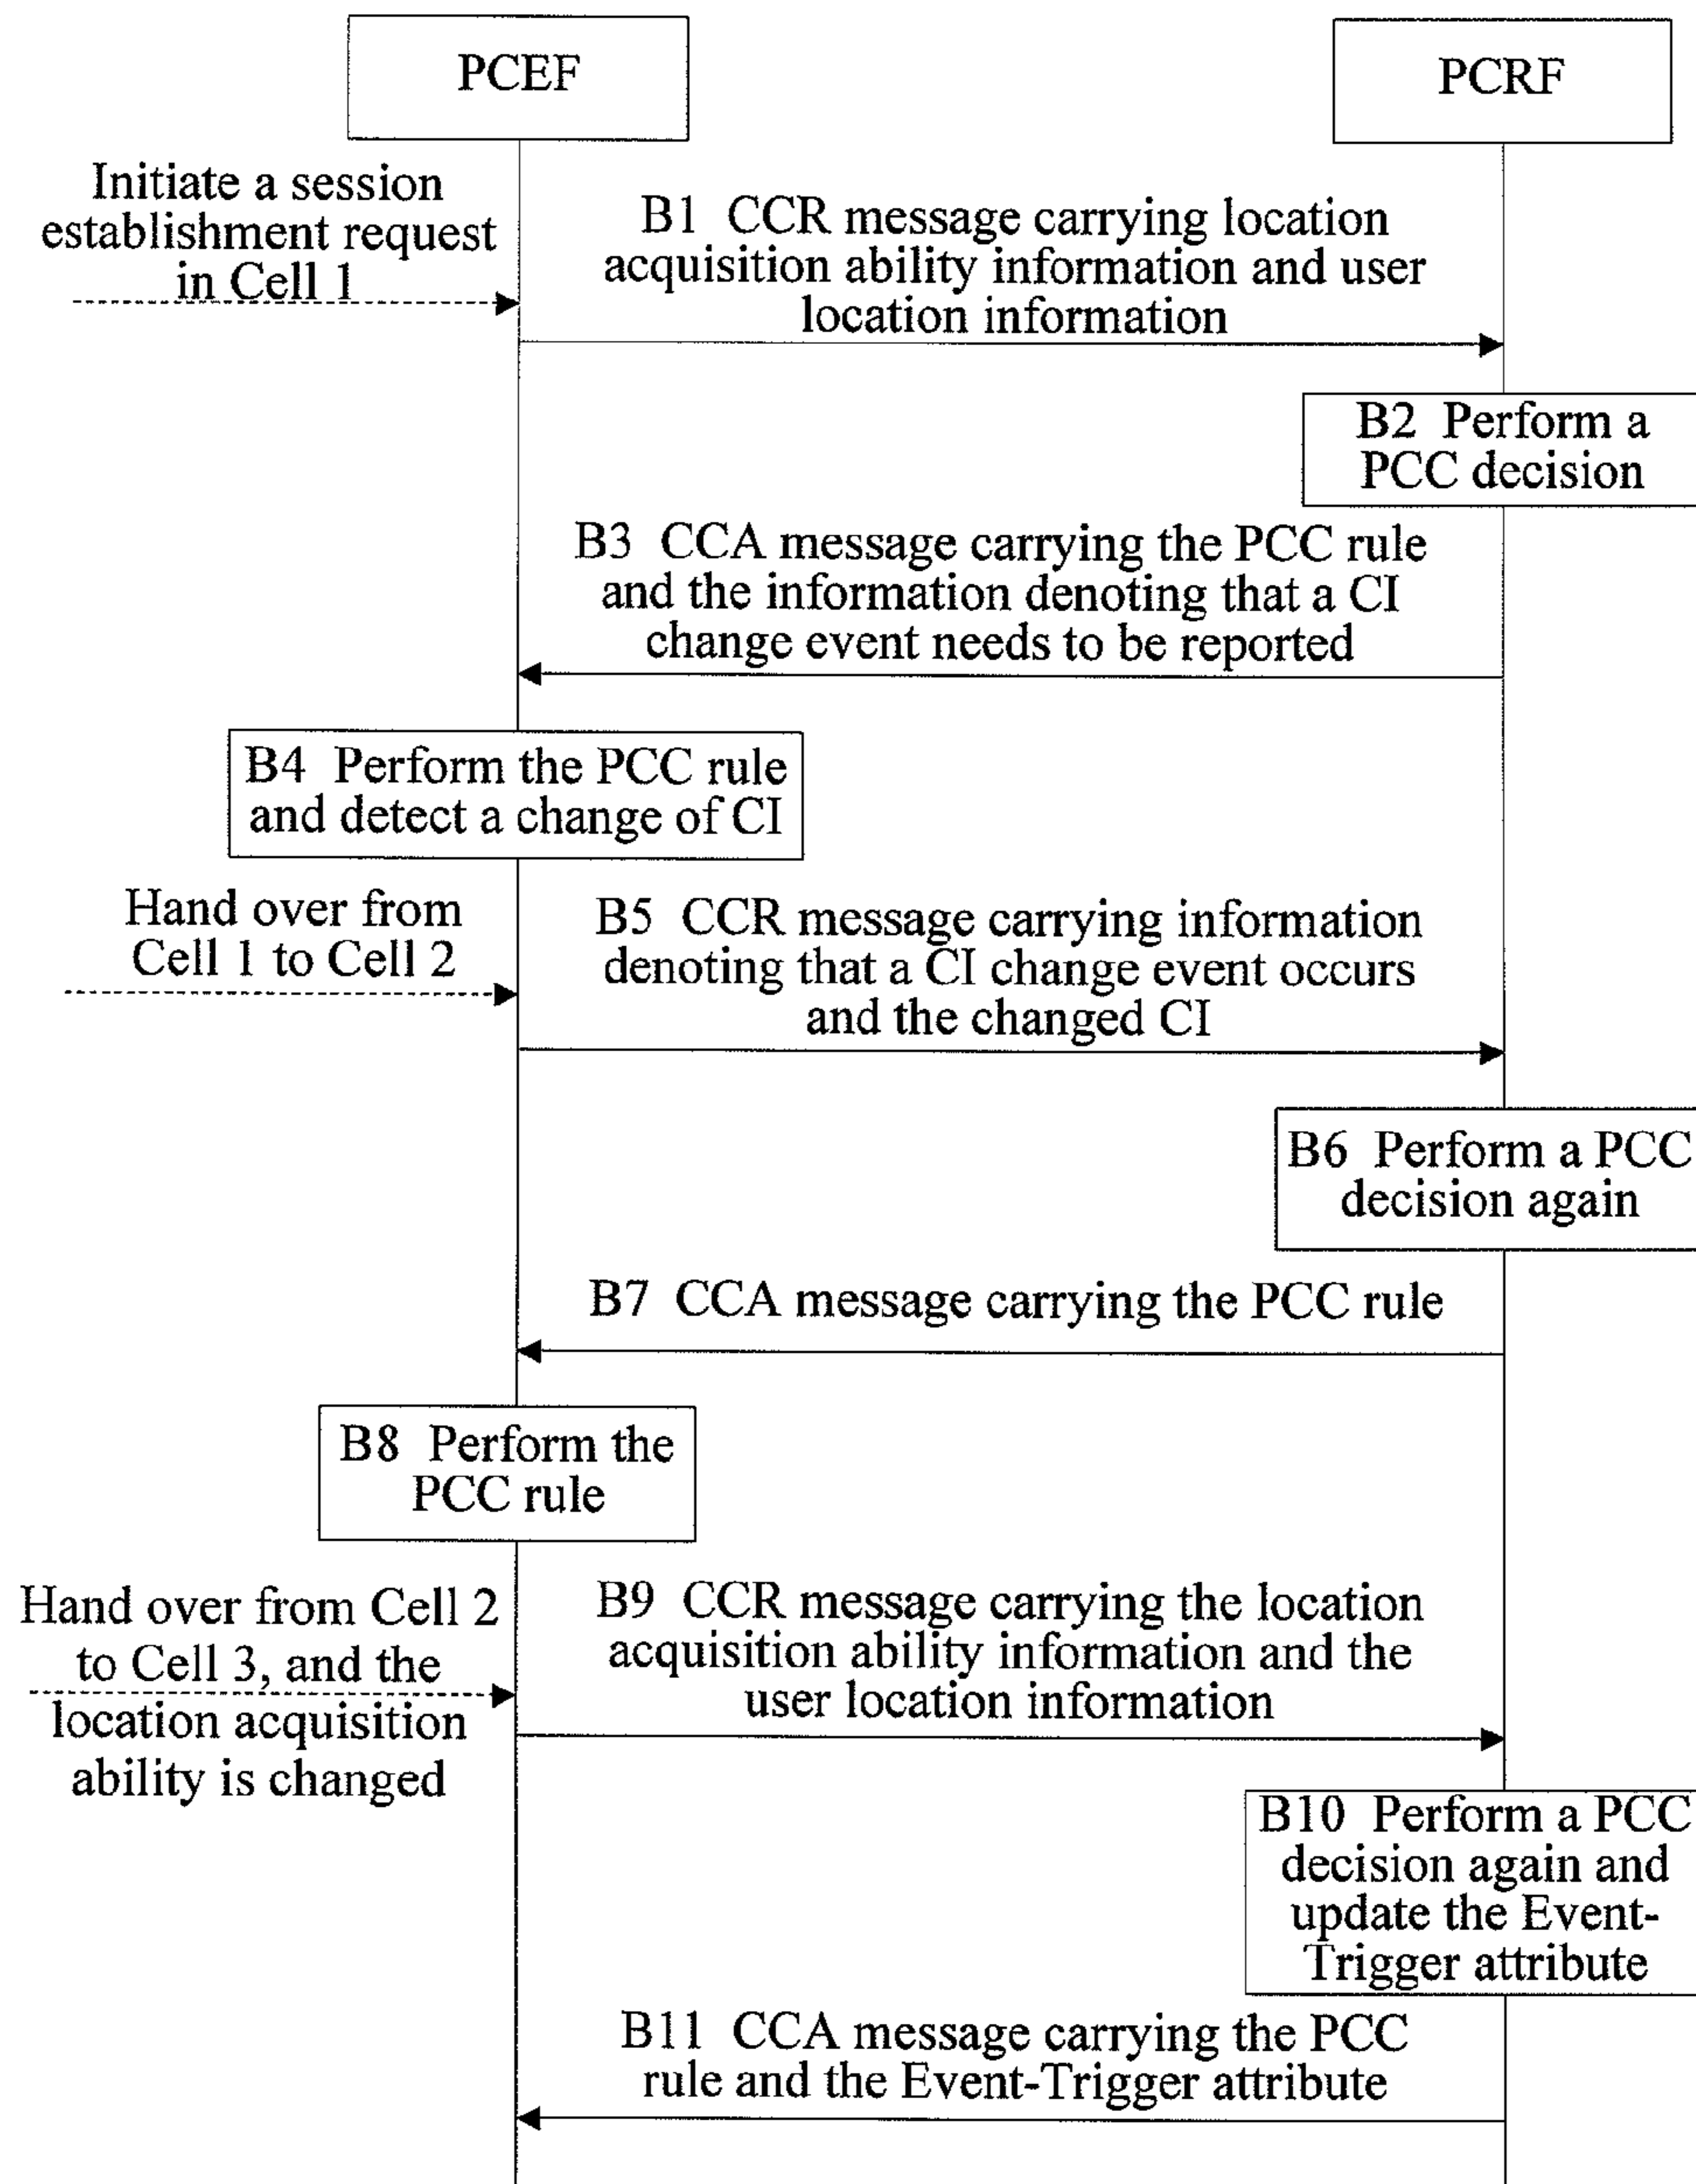 PCEF
PCRF
Initiate a session
establishment request
in Cell 1
B1 CCR message carrying location
acquisition ability information and user
location information
B2 Perform a
PCC decision
B3 CCA message carrying the PCC rule
and the information denoting that a CI
change event needs to be reported
B4 Perform the PCC rule
and detect a change of CI
Hand over from
Cell 1 to Cell 2
B5 CCR message carrying information
denoting that a CI change event occurs
and the changed CI
B6 Perform a PCC
decision again
B7 CCA message carrying the PCC rule
B8 Perform the
PCC rule
Hand over from Cell 2
to Cell 3, and the
location acquisition
ability is changed
B9 CCR message carrying the location
acquisition ability information and the
user location information
B10 Perform a PCC
decision again and
update the Event-
Trigger attribute
B11 CCA message carrying the PCC
rule and the Event-Trigger attribute